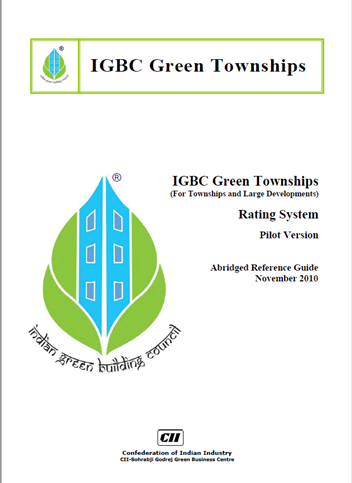 IGBC Green Townships
IGBC Green Townships
(For Townships and Large Developments)
Rating System
Pilot Version
Abridged Reference Guide
November 2010
®
indian green building council
CII
Confederation of Indian Industry
CII-Sohrabji Godrej Green Business Centre